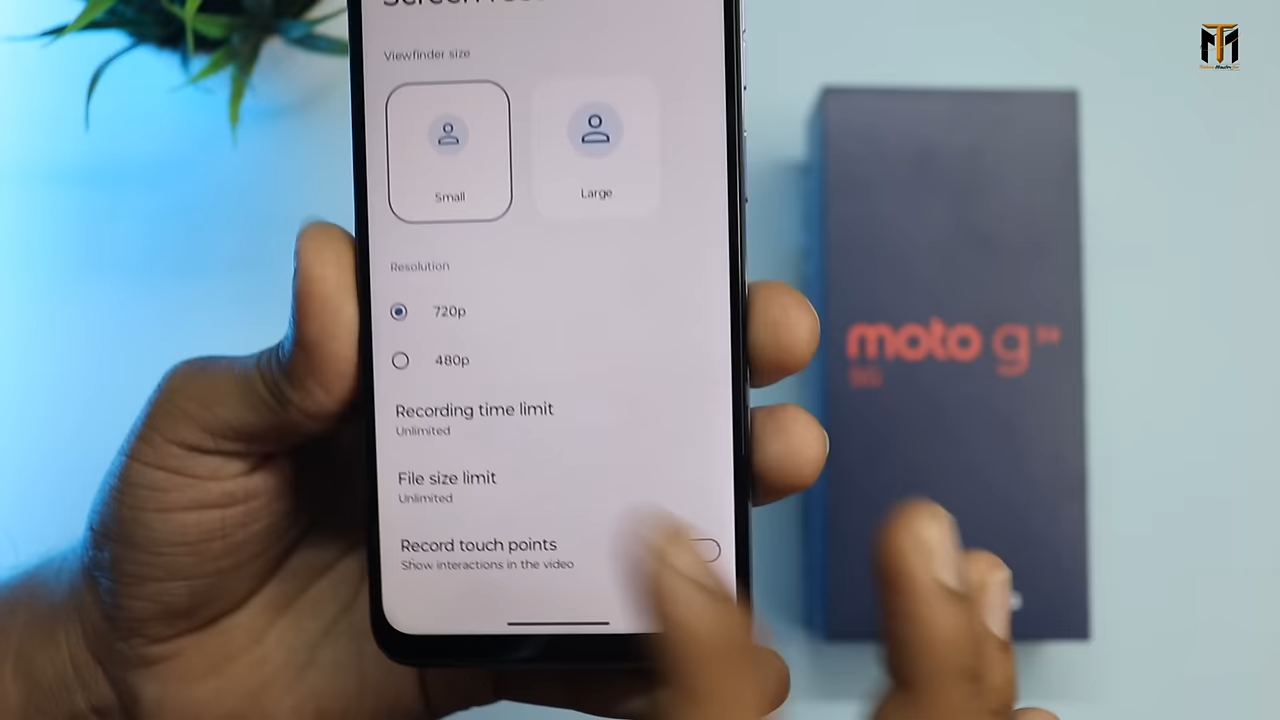 Viewfinder size
Small
Large
Resolution
720p
480p
Recording time limit
Unlimited
File size limit
Unlimited
Record touch points
Show interactions in the video
moto g
5G